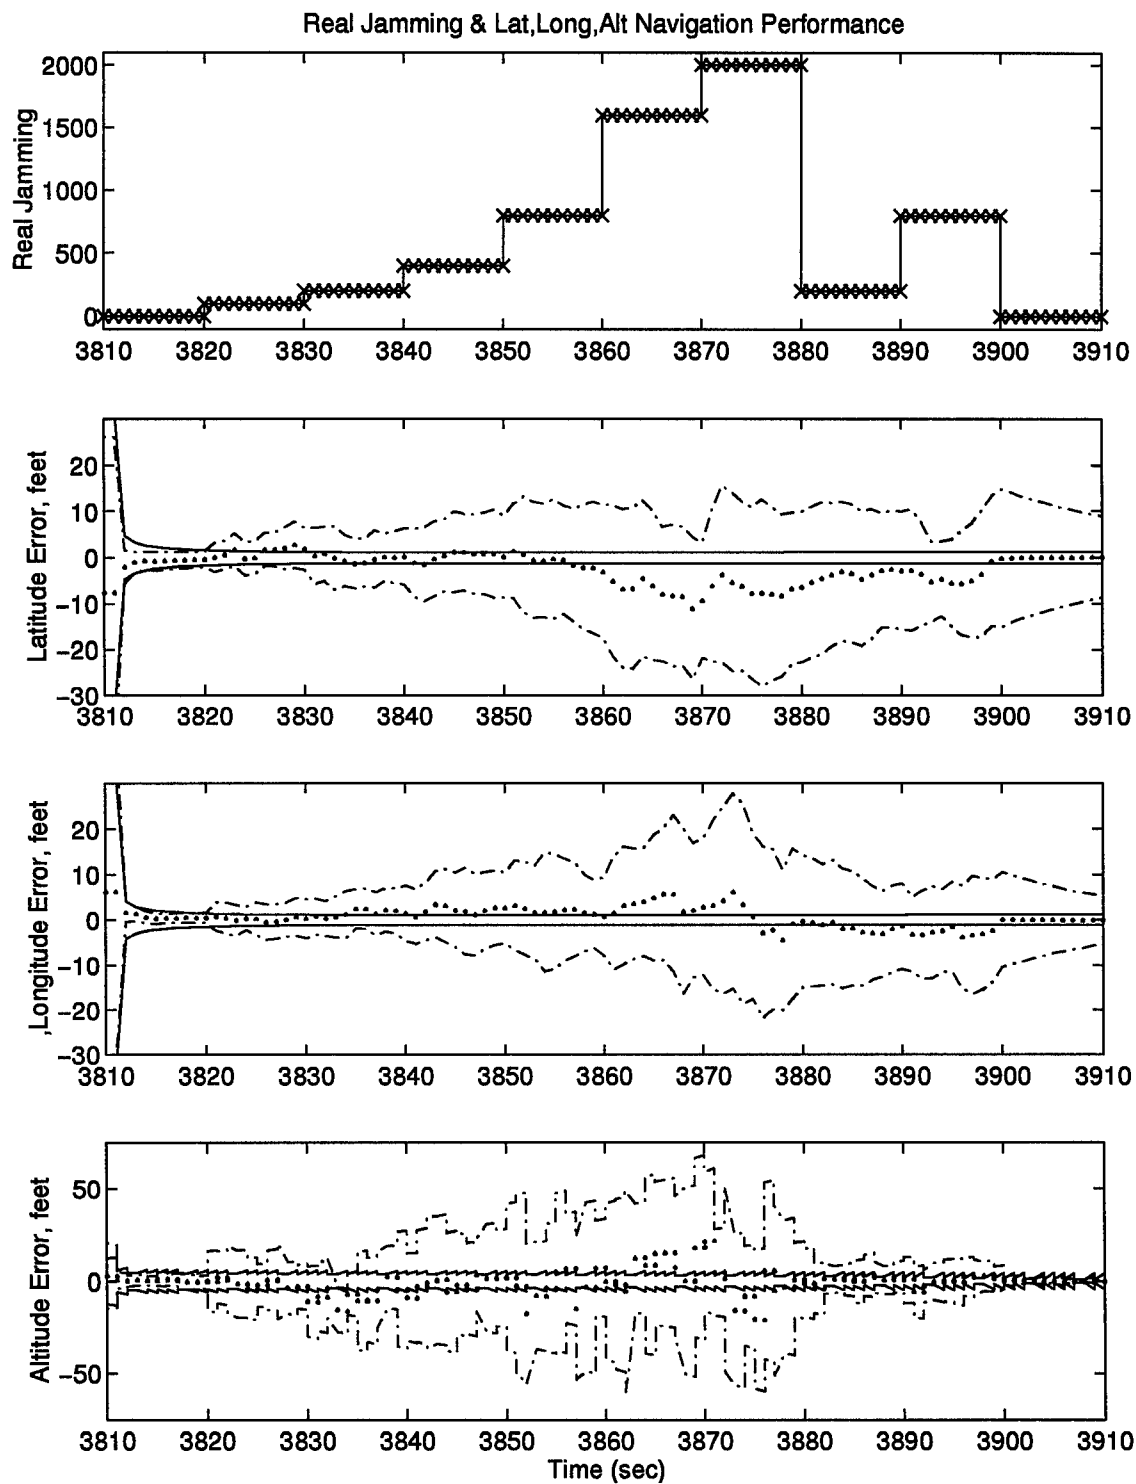 Real Jamming & Lat,Long,Alt Navigation Performance
Real Jamming
2000
1500
1000
500
0
3810 3820 3830 3840 3850 3860 3870 3880 3890 3900 3910
Latitude Error, feet
20
10
0
−10
−20
−30
3810 3820 3830 3840 3850 3860 3870 3880 3890 3900 3910
,Longitude Error, feet
20
10
0
−10
−20
−30
3810 3820 3830 3840 3850 3860 3870 3880 3890 3900 3910
Altitude Error, feet
50
0
−50
3810 3820 3830 3840 3850 3860 3870 3880 3890 3900 3910
Time (sec)